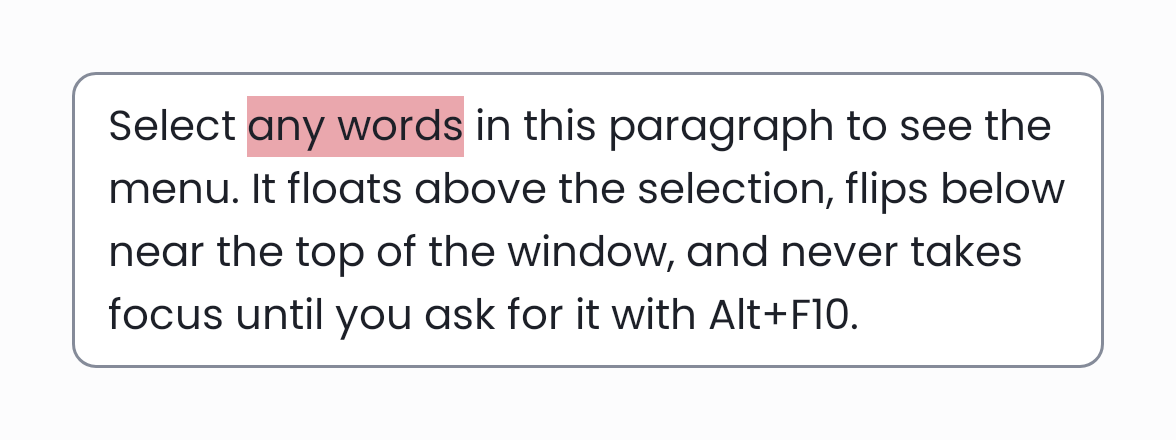 Select any words in this paragraph to see the
menu. It floats above the selection, flips below
near the top of the window, and never takes
focus until you ask for it with Alt+F10.